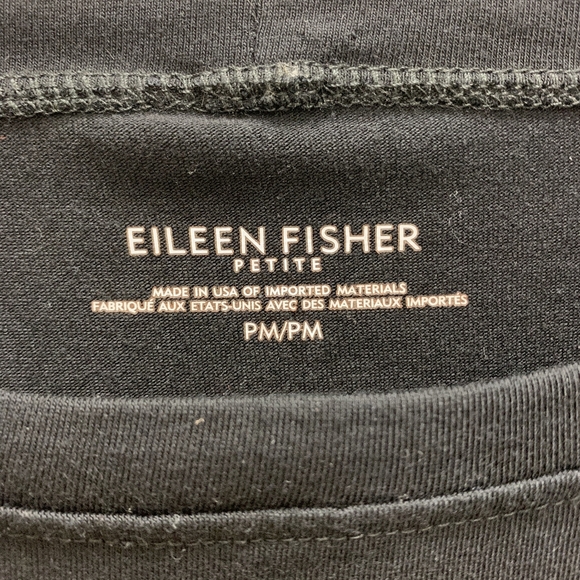 EILEEN FISHER
PETITE
MADE IN USA OF IMPORTED MATERIALS
FABRIQUÉ AUX ETATS-UNIS AVEC DES MATERIAUX IMPORTÉS
PM/PM